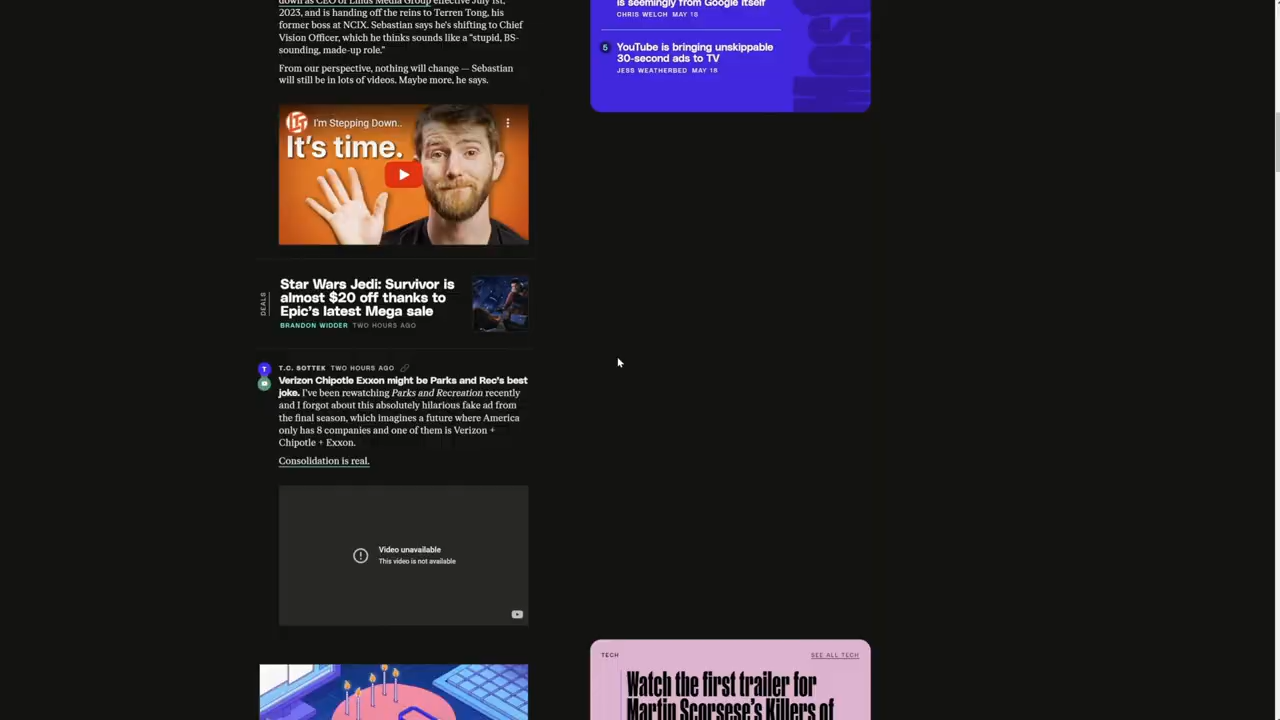 down as CEO of Linus Media Group effective July 1st,
2023, and is handing off the reins to Terren Tong, his
former boss at NCIX. Sebastian says he's shifting to Chief
Vision Officer, which he thinks sounds like a "stupid, BS-
sounding, made-up role."
From our perspective, nothing will change — Sebastian
will still be in lots of videos. Maybe more, he says.
I'm Stepping Down..
It's time.
DEALS
Star Wars Jedi: Survivor is
almost $20 off thanks to
Epic's latest Mega sale
BRANDON WIDDER TWO HOURS AGO
T
T.C. SOTTEK TWO HOURS AGO
Verizon Chipotle Exxon might be Parks and Rec's best
joke. I've been rewatching Parks and Recreation recently
and I forgot about this absolutely hilarious fake ad from
the final season, which imagines a future where America
only has 8 companies and one of them is Verizon +
Chipotle + Exxon.
Consolidation is real.
Video unavailable
This video is not available
is seemingly from Google itself
CHRIS WELCH MAY 18
5
YouTube is bringing unskippable
30-second ads to TV
JESS WEATHERBED MAY 18
TECH
SEE ALL TECH
Watch the first trailer for
Martin Scorsese's Killers of